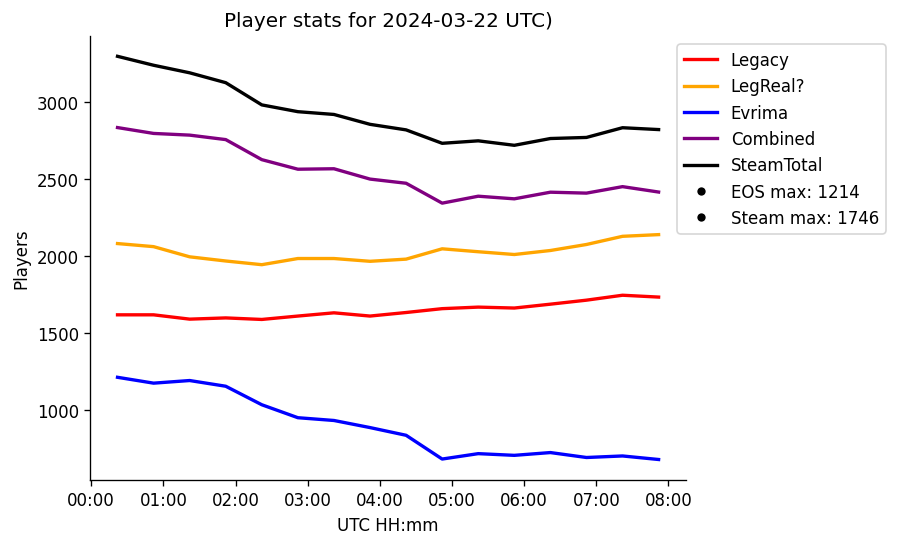 Player stats for 2024-03-22 UTC)
Legacy
LegReal?
Evrima
Combined
SteamTotal
EOS max: 1214
Steam max: 1746
Players
3000
2500
2000
1500
1000
00:00 01:00 02:00 03:00 04:00 05:00 06:00 07:00 08:00
UTC HH:mm